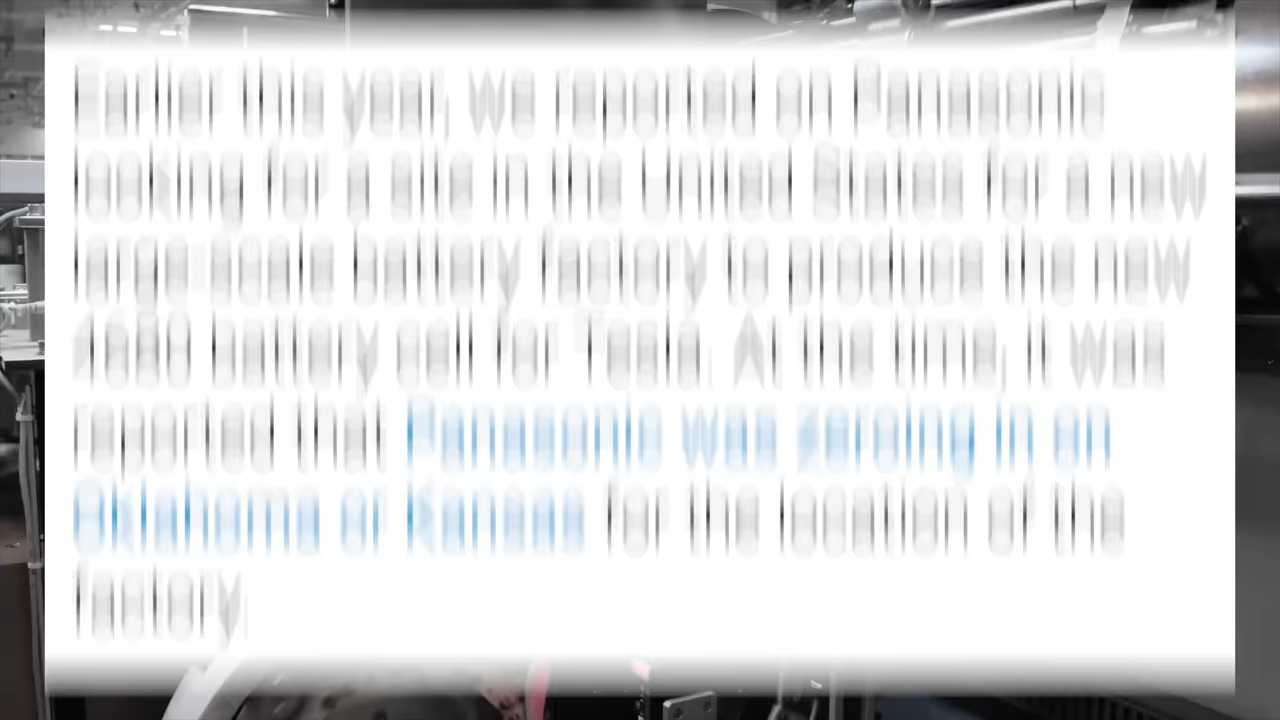 Earlier this year, we reported on Panasonic
looking for a site in the United States for a new
large-scale battery factory to produce the new
4680 battery cell for Tesla. At the time, it was
reported that Panasonic was zeroing in on
Oklahoma or Kansas for the location of the
factory.